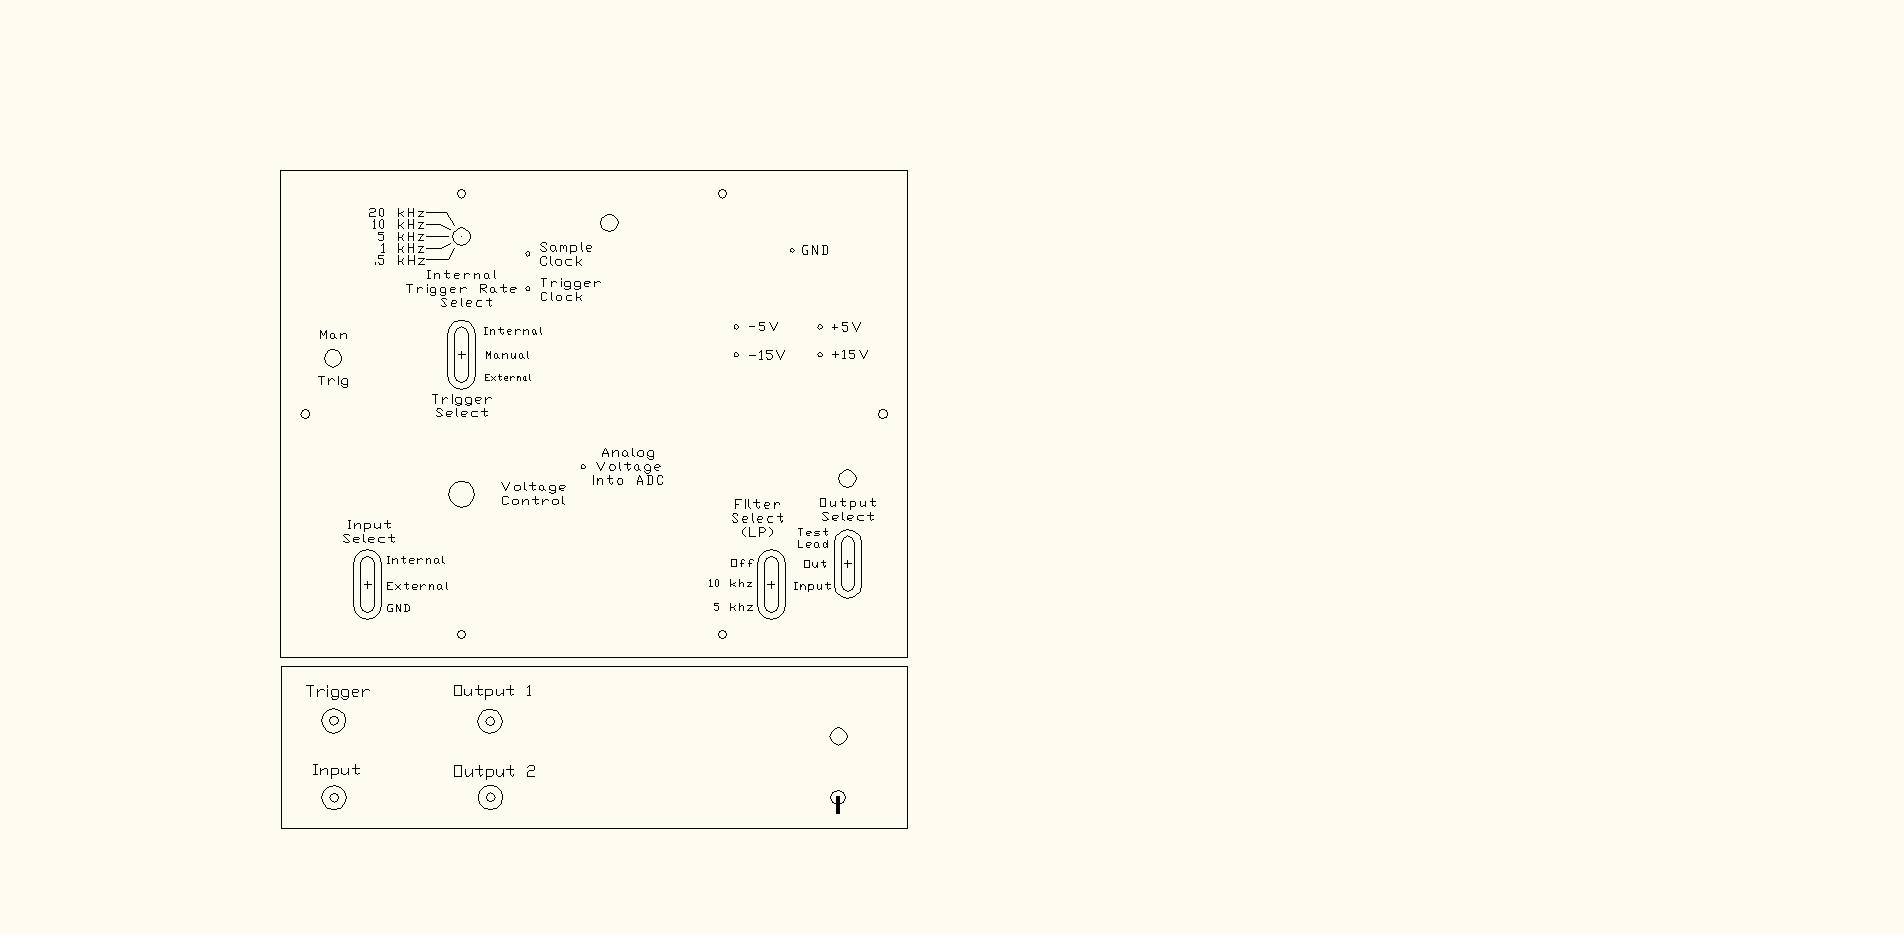 20 kHz
10 kHz
5 kHz
1 kHz
.5 kHz
Internal
Trigger Rate
Select
Sample
Clock
Trigger
Clock
GND
-5V
+5V
-15V
+15V
Man
Trig
Internal
Manual
External
Trigger
Select
Analog
Voltage
Into ADC
Voltage
Control
Input
Select
Internal
External
GND
Filter
Select
(LP)
Off
10 khz
5 khz
Output
Select
Test
Lead
Out
Input
Trigger
Output 1
Input
Output 2